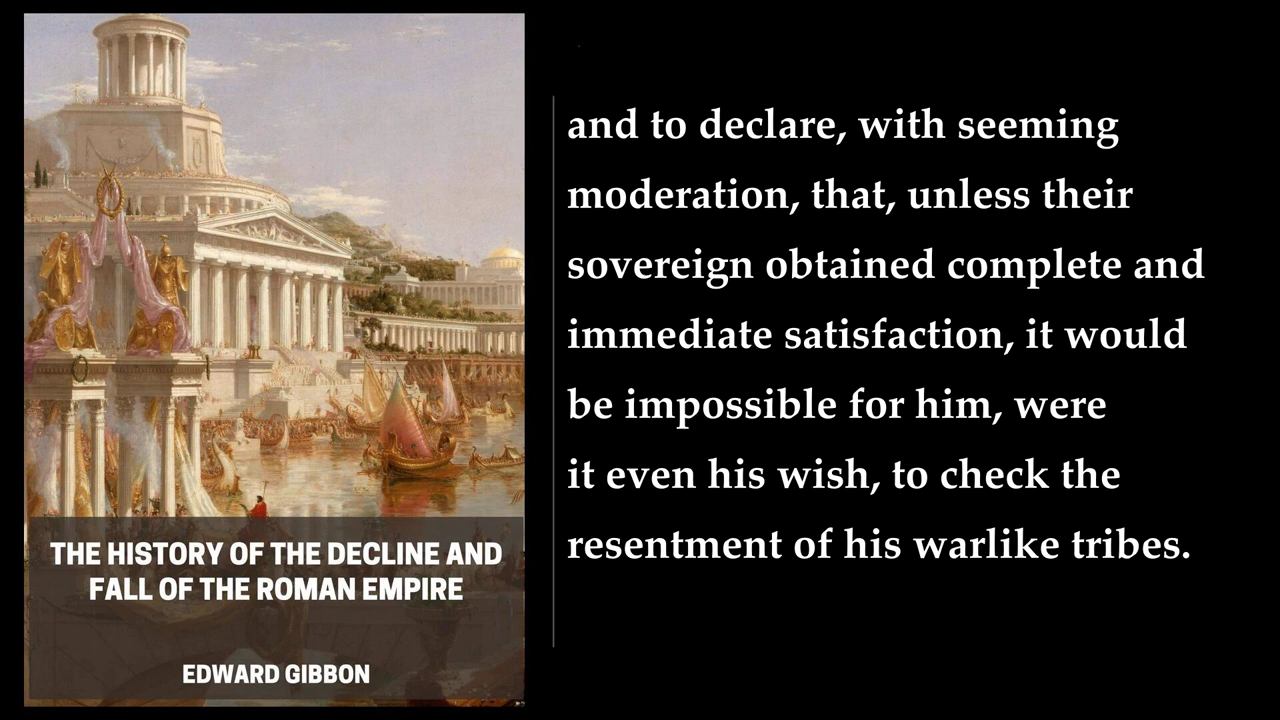 THE HISTORY OF THE DECLINE AND
FALL OF THE ROMAN EMPIRE
EDWARD GIBBON
and to declare, with seeming
moderation, that, unless their
sovereign obtained complete and
immediate satisfaction, it would
be impossible for him, were
it even his wish, to check the
resentment of his warlike tribes.